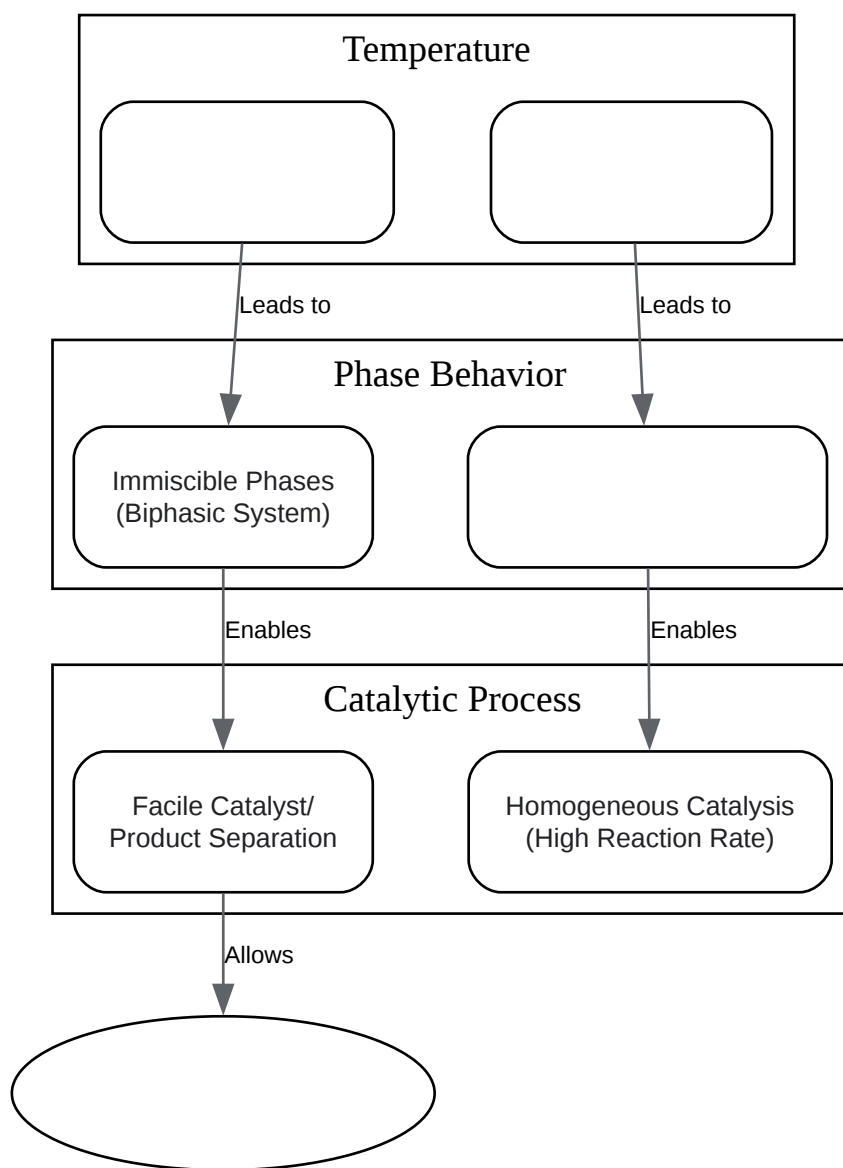 Temperature
Leads to
Leads to
Phase Behavior
Immiscible Phases
(Biphasic System)
Enables
Enables
Catalytic Process
Facile Catalyst/
Product Separation
Homogeneous Catalysis
(High Reaction Rate)
Allows